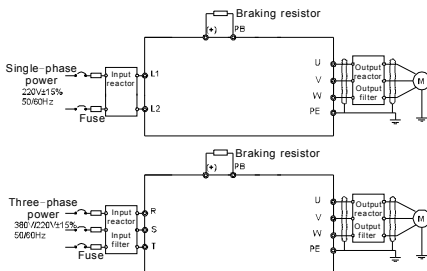 Braking resistor
(+) PB
Single-phase
power
220V±15%
50/60Hz
Fuse
Input
reactor
L1
L2
U
V
W
PE
Output
reactor
Output
filter
M
Braking resistor
(+) PB
Three-phase
power
380V/220V±15%
50/60Hz
Fuse
Input
reactor
Input
filter
R
S
T
U
V
W
PE
Output
reactor
Output
filter
M